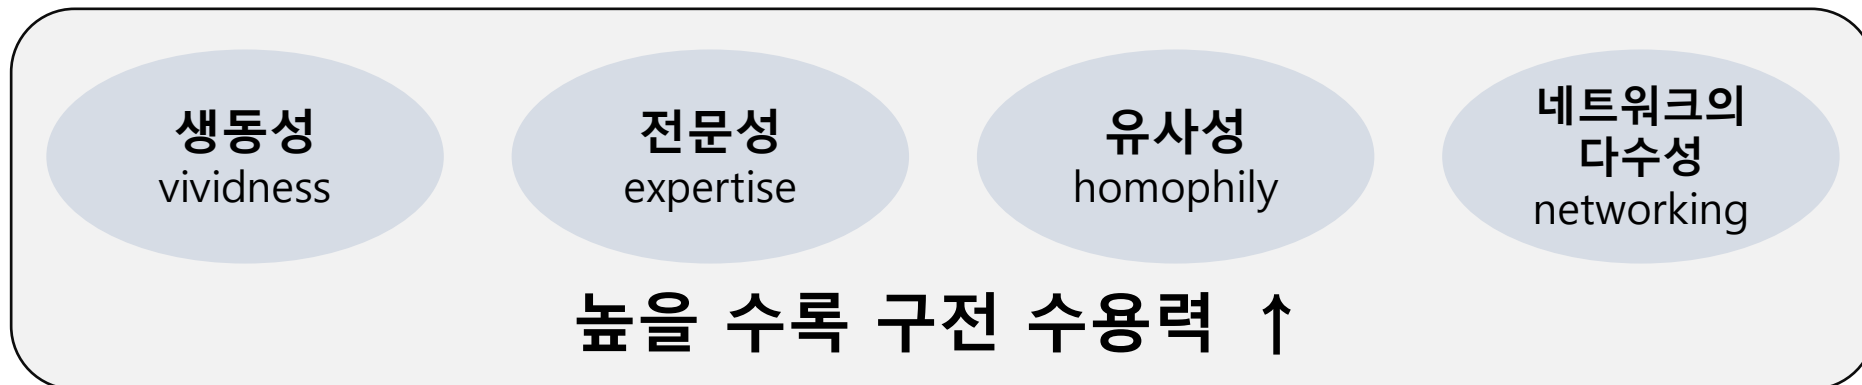 생동성
vividness
전문성
expertise
유사성
homophily
네트워크의
다수성
networking
높을 수록 구전 수용력 ↑